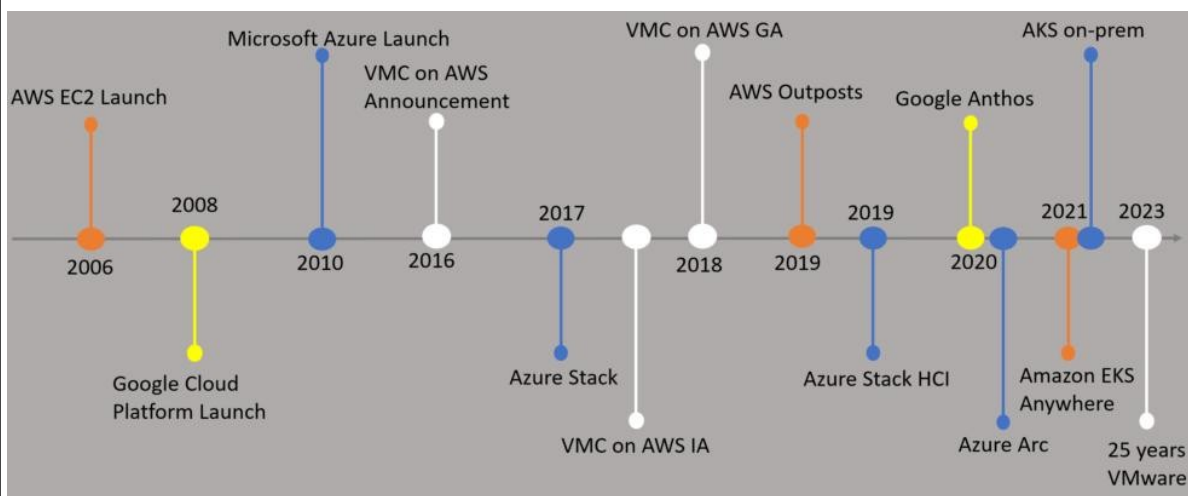 Microsoft Azure Launch
VMC on AWS GA
AKS on-prem
AWS EC2 Launch
VMC on AWS
Announcement
AWS Outposts
Google Anthos
2008
2017
2019
2021
2023
2006
2010
2016
2018
2019
2020
Google Cloud
Platform Launch
Azure Stack
Azure Stack HCI
Amazon EKS
Anywhere
VMC on AWS IA
Azure Arc
25 years
VMware